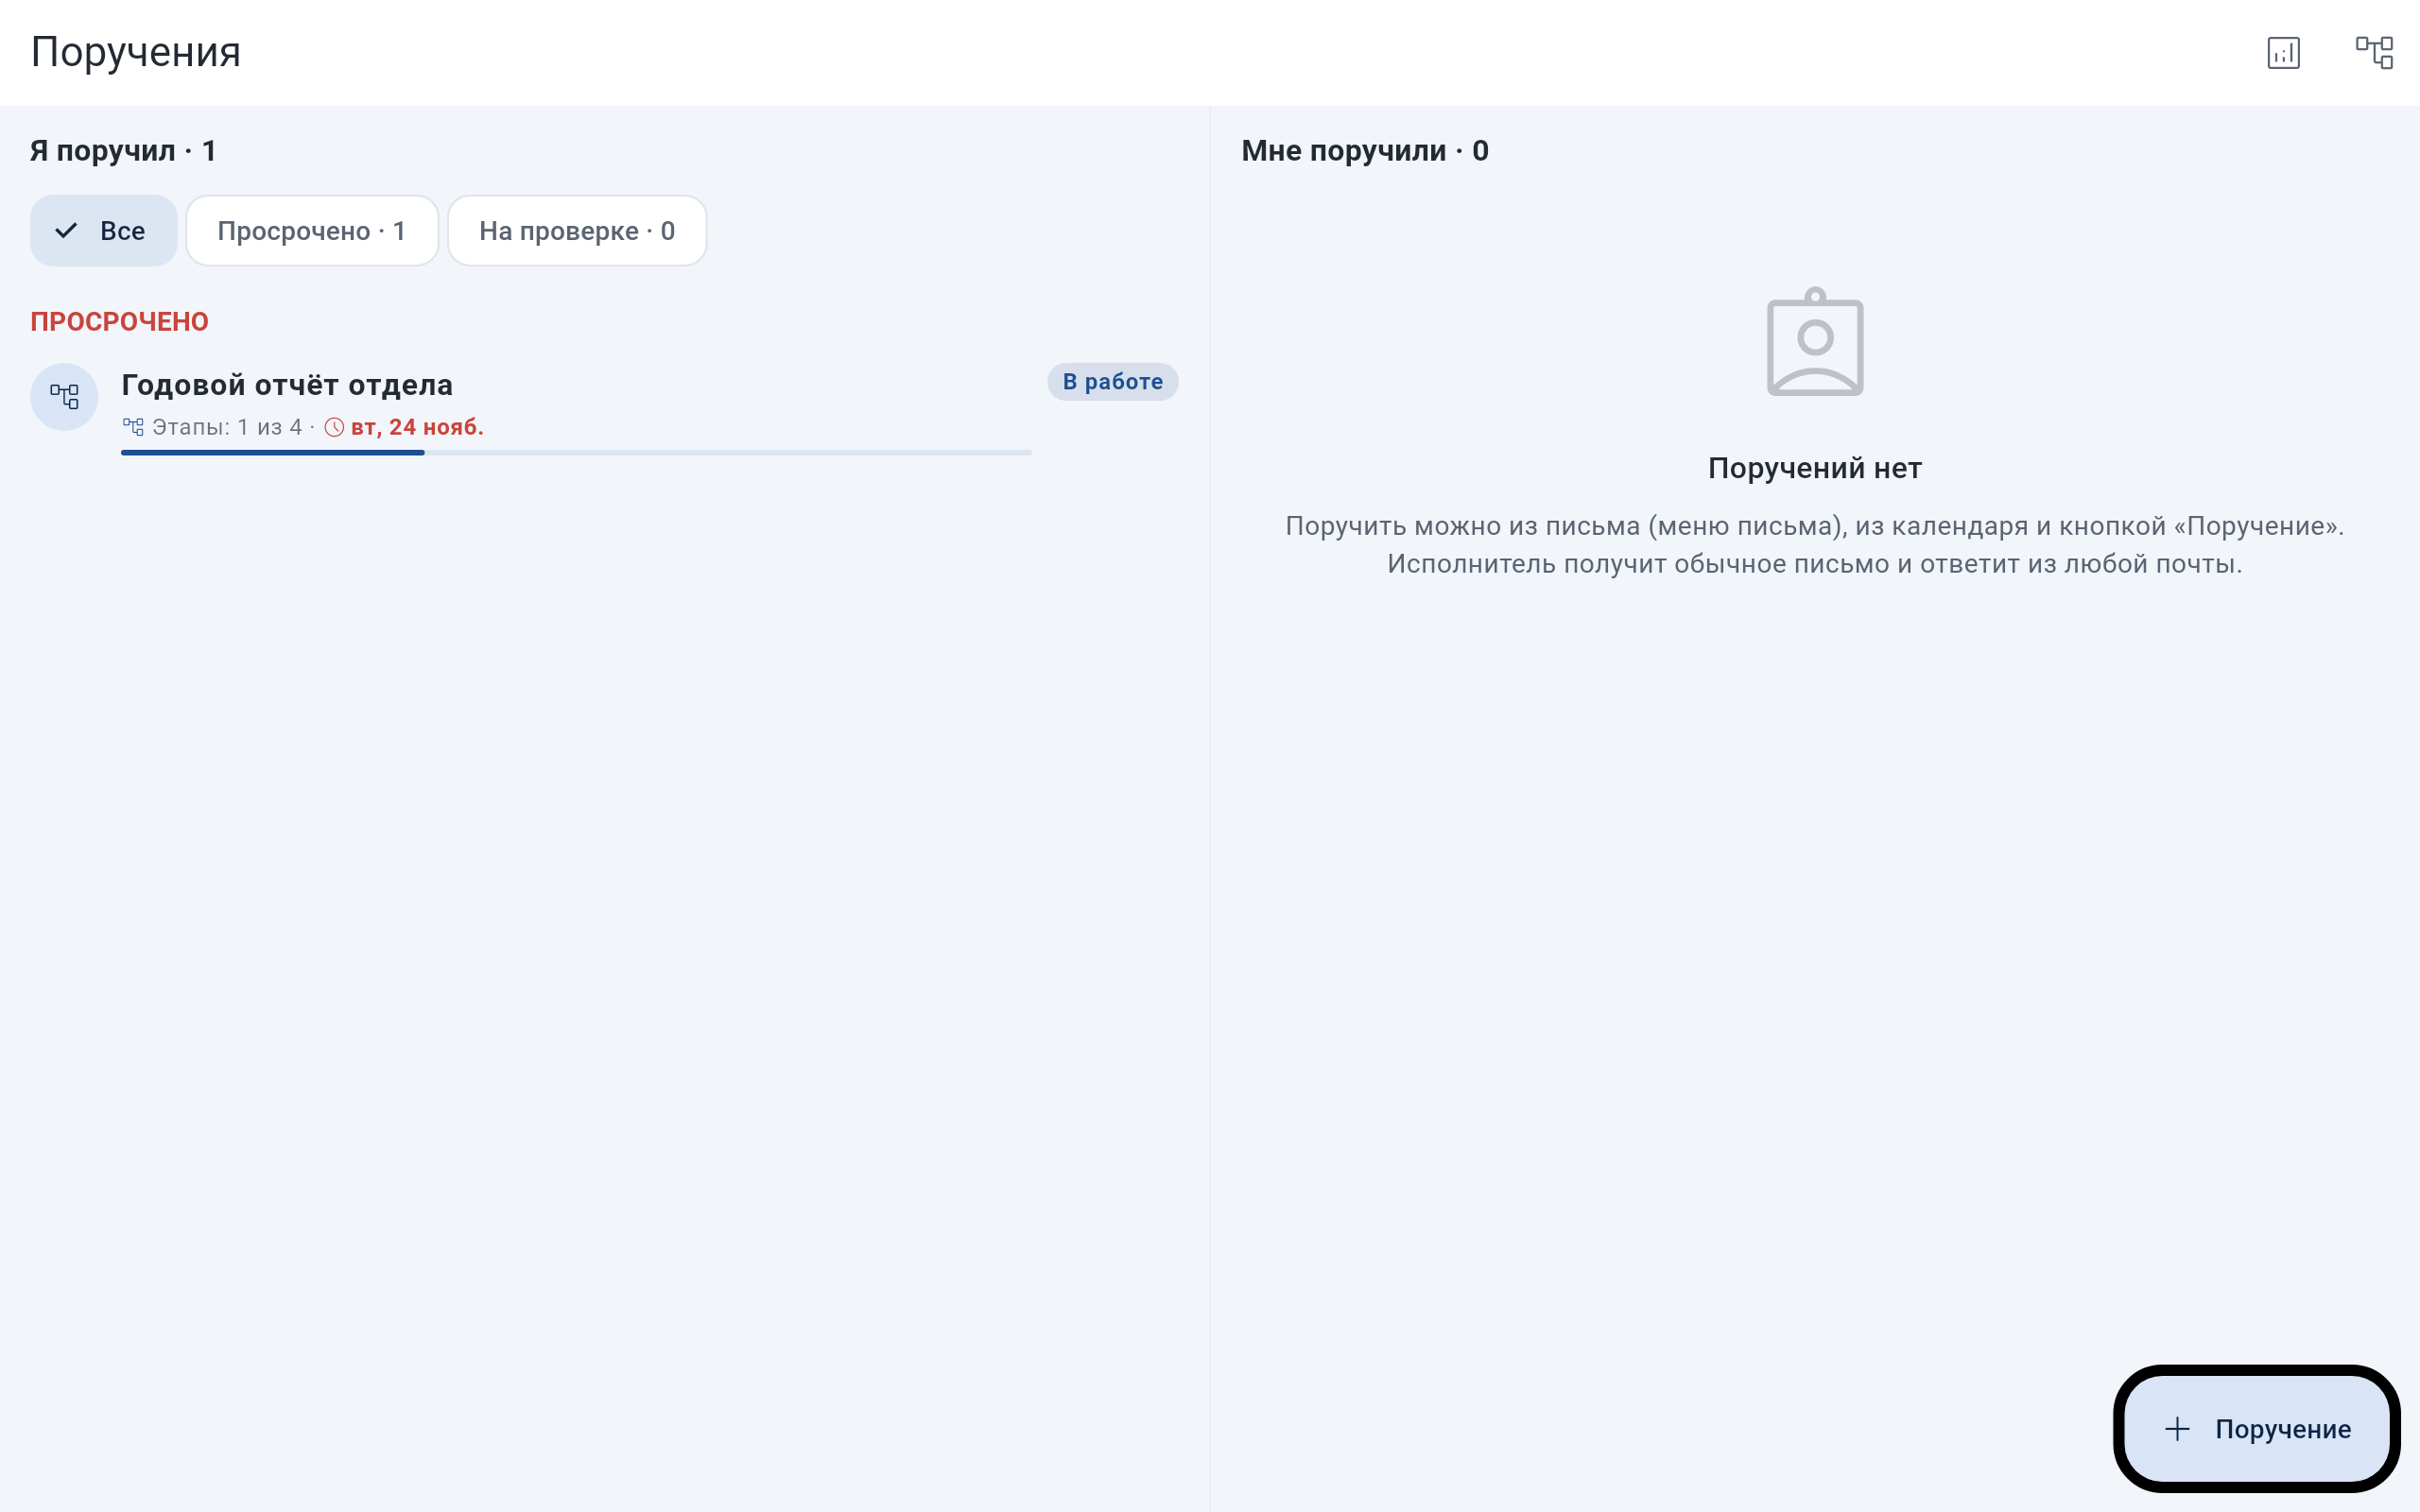 Поручения
Я поручил · 1
Все
Просрочено · 1
На проверке · 0
ПРОСРОЧЕНО
Годовой отчёт отдела
В работе
Этапы: 1 из 4 · вт, 24 нояб.
Мне поручили · 0
Поручений нет
Поручить можно из письма (меню письма), из календаря и кнопкой «Поручение».
Исполнитель получит обычное письмо и ответит из любой почты.
Поручение